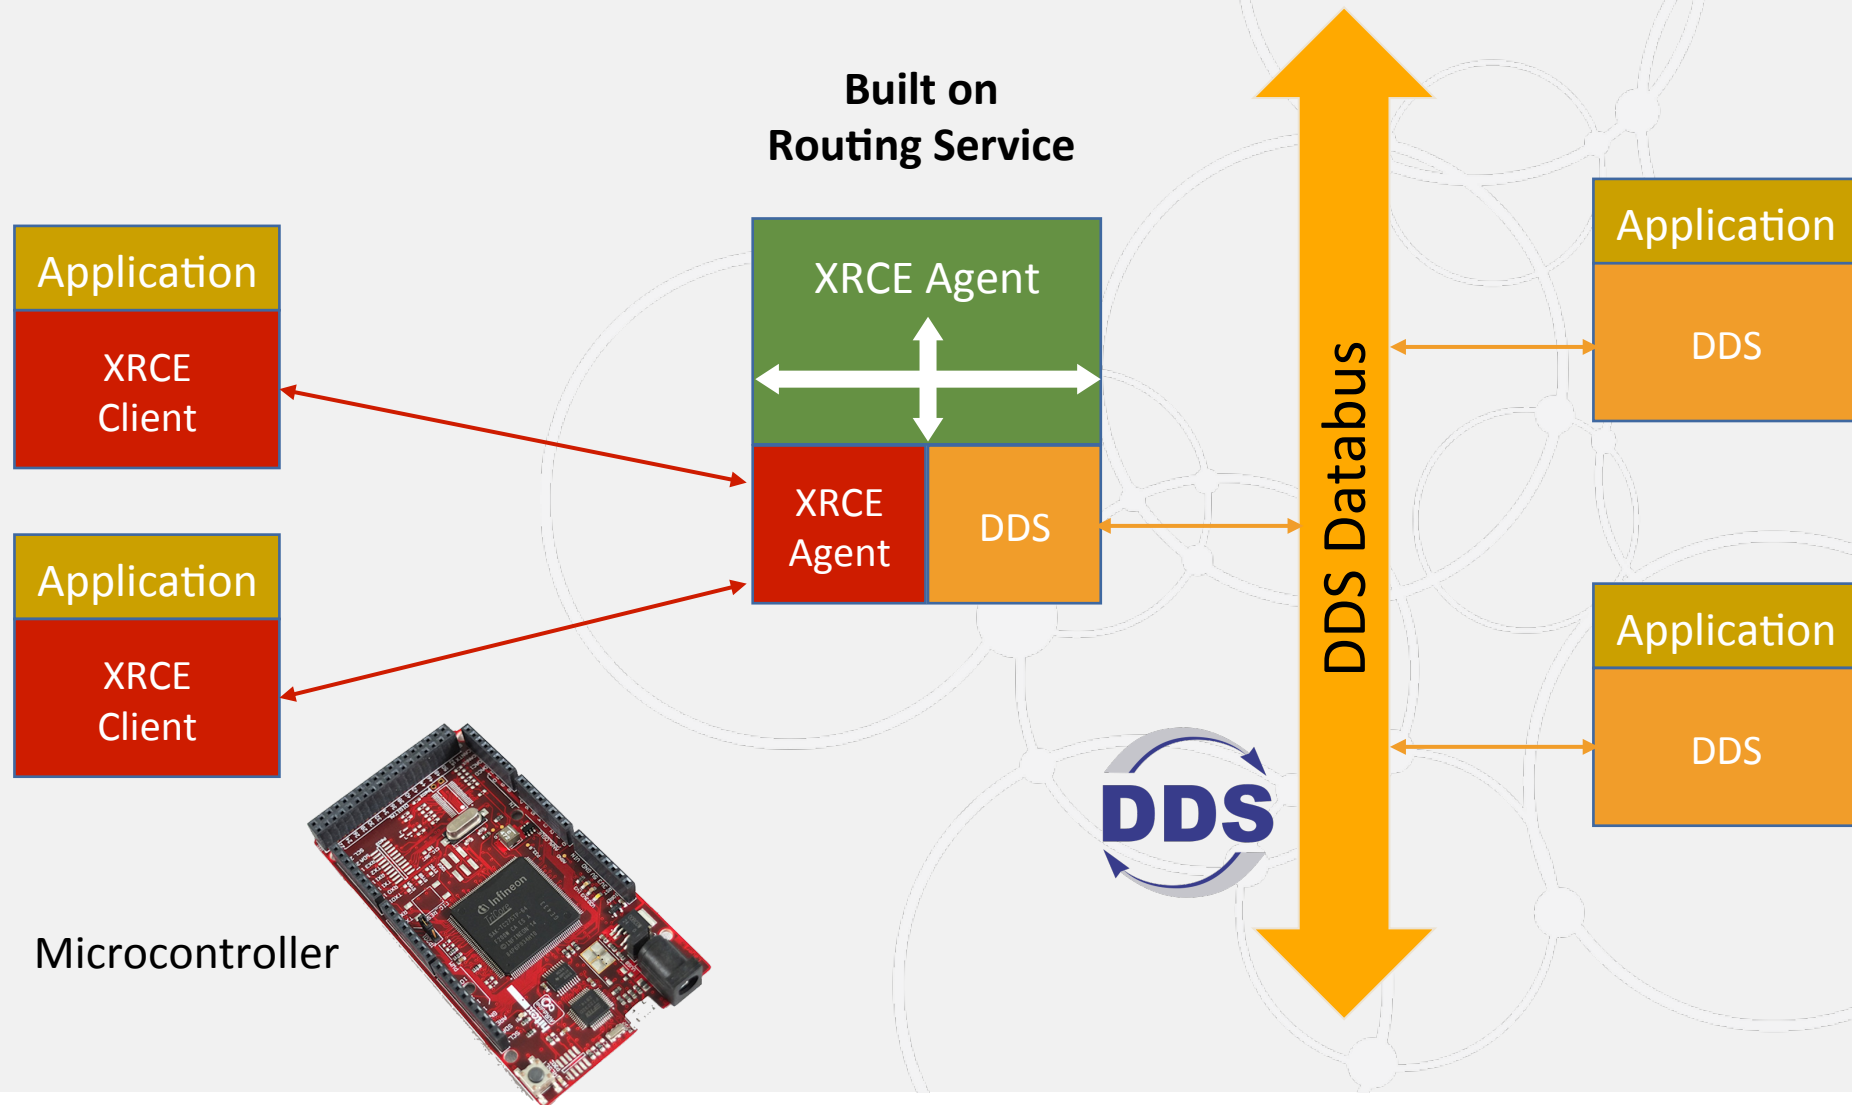 Built on
Routing Service
Application
XRCE
Client
Application
XRCE
Client
XRCE Agent
XRCE
Agent
DDS
DDS Databus
Application
DDS
Application
DDS
DDS
Microcontroller
infineon